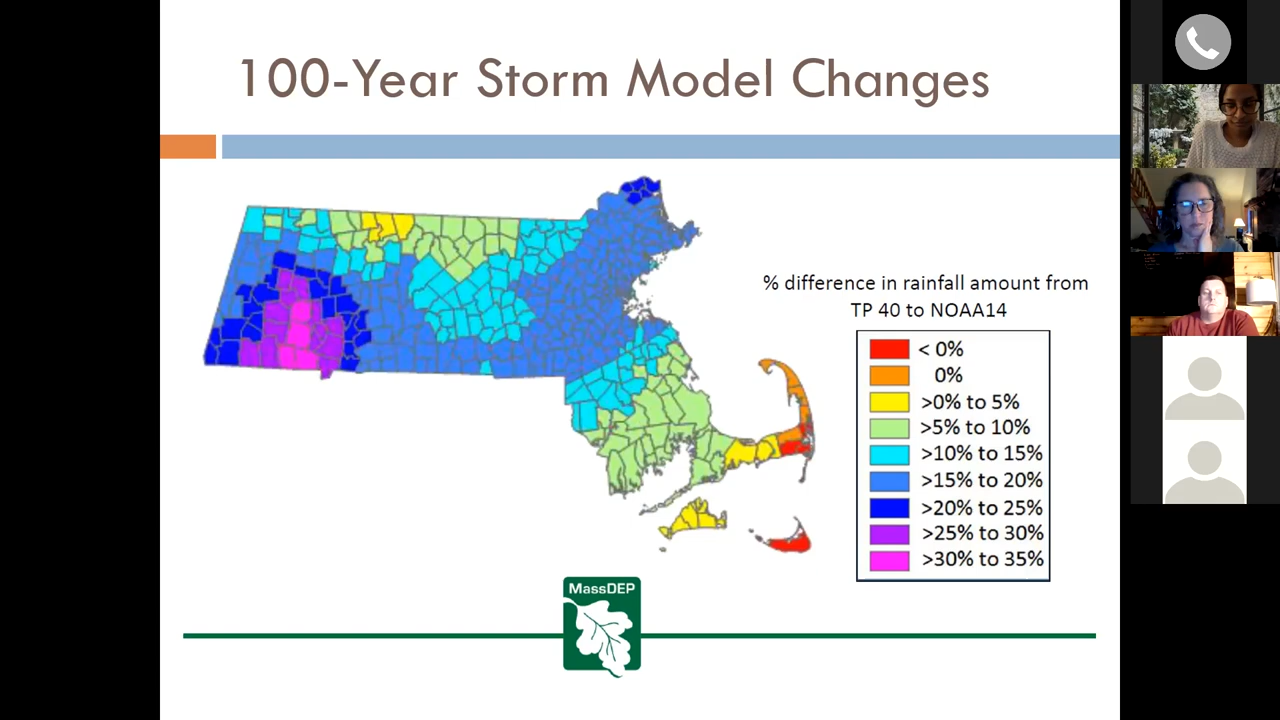 100-Year Storm Model Changes
% difference in rainfall amount from
TP 40 to NOAA14
< 0%
0%
>0% to 5%
>5% to 10%
>10% to 15%
>15% to 20%
>20% to 25%
>25% to 30%
>30% to 35%
MassDEP